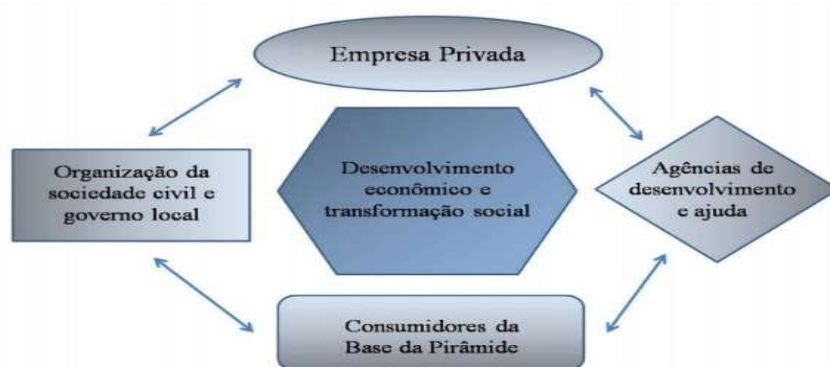 Empresa Privada
Organização da
sociedade civil e
governo local
Desenvolvimento
econômico e
transformação social
Agências de
desenvolvimento
e ajuda
Consumidores da
Base da Pirâmide